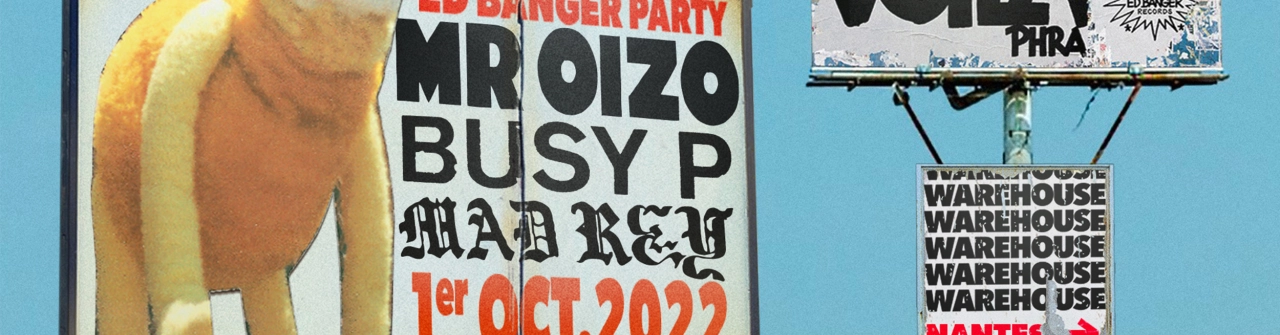 ED BANGER PARTY
MR OIZO
BUSY P
MAD REY
1er OCT. 2022
PHRA
ED BANGER
RECORDS
WAREHOUSE
WAREHOUSE
WAREHOUSE
WAREHOUSE
WAREHOUSE
WAREHOUSE
NANTES